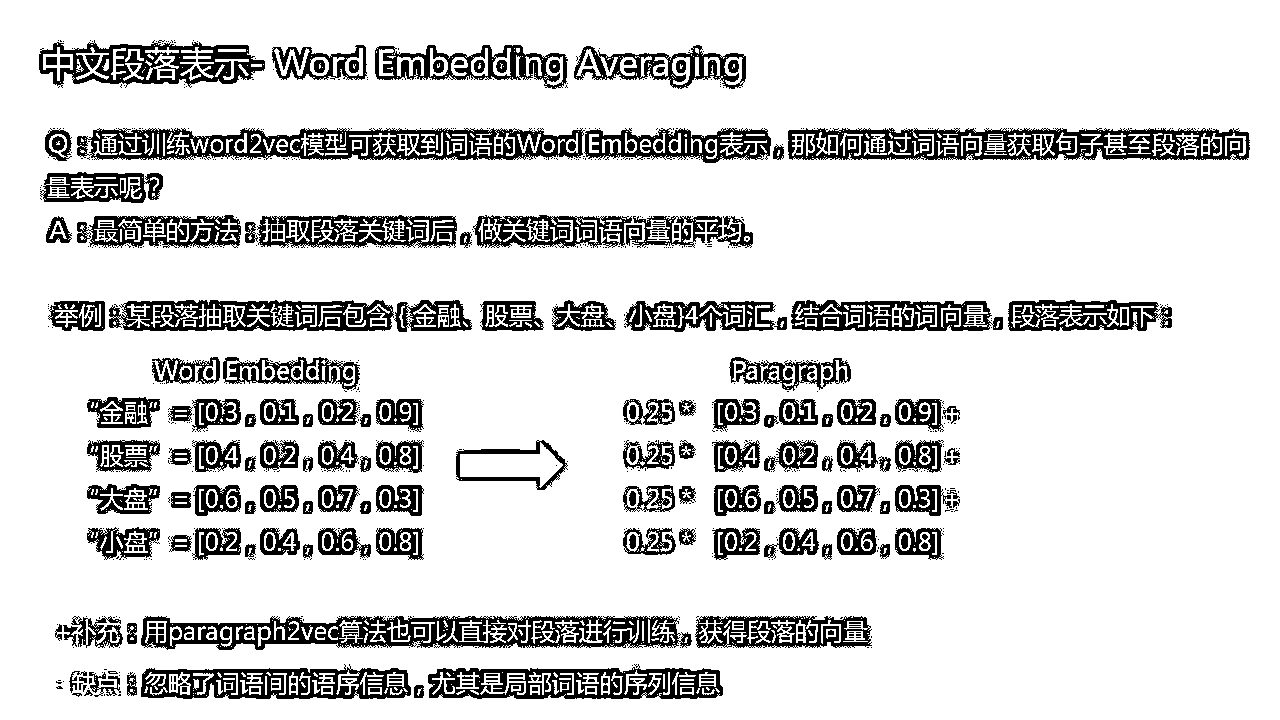 中文段落表示- Word Embedding Averaging
Q：通过训练word2vec模型可获取到词语的Word Embedding表示，那如何通过词语向量获取句子甚至段落的向
量表示呢？
A：最简单的方法：抽取段落关键词后，做关键词词语向量的平均。
举例：某段落抽取关键词后包含 { 金融、股票、大盘、小盘}4个词汇，结合词语的词向量，段落表示如下：
Word Embedding
“金融” = [0.3 , 0.1 , 0.2 , 0.9]
“股票” = [0.4 , 0.2 , 0.4 , 0.8]
“大盘” = [0.6 , 0.5 , 0.7 , 0.3]
“小盘” = [0.2 , 0.4 , 0.6 , 0.8]
Paragraph
0.25 * [0.3 , 0.1 , 0.2 , 0.9] +
0.25 * [0.4 , 0.2 , 0.4 , 0.8] +
0.25 * [0.6 , 0.5 , 0.7 , 0.3] +
0.25 * [0.2 , 0.4 , 0.6 , 0.8]
+补充：用paragraph2vec算法也可以直接对段落进行训练，获得段落的向量
- 缺点：忽略了词语间的语序信息，尤其是局部词语的序列信息